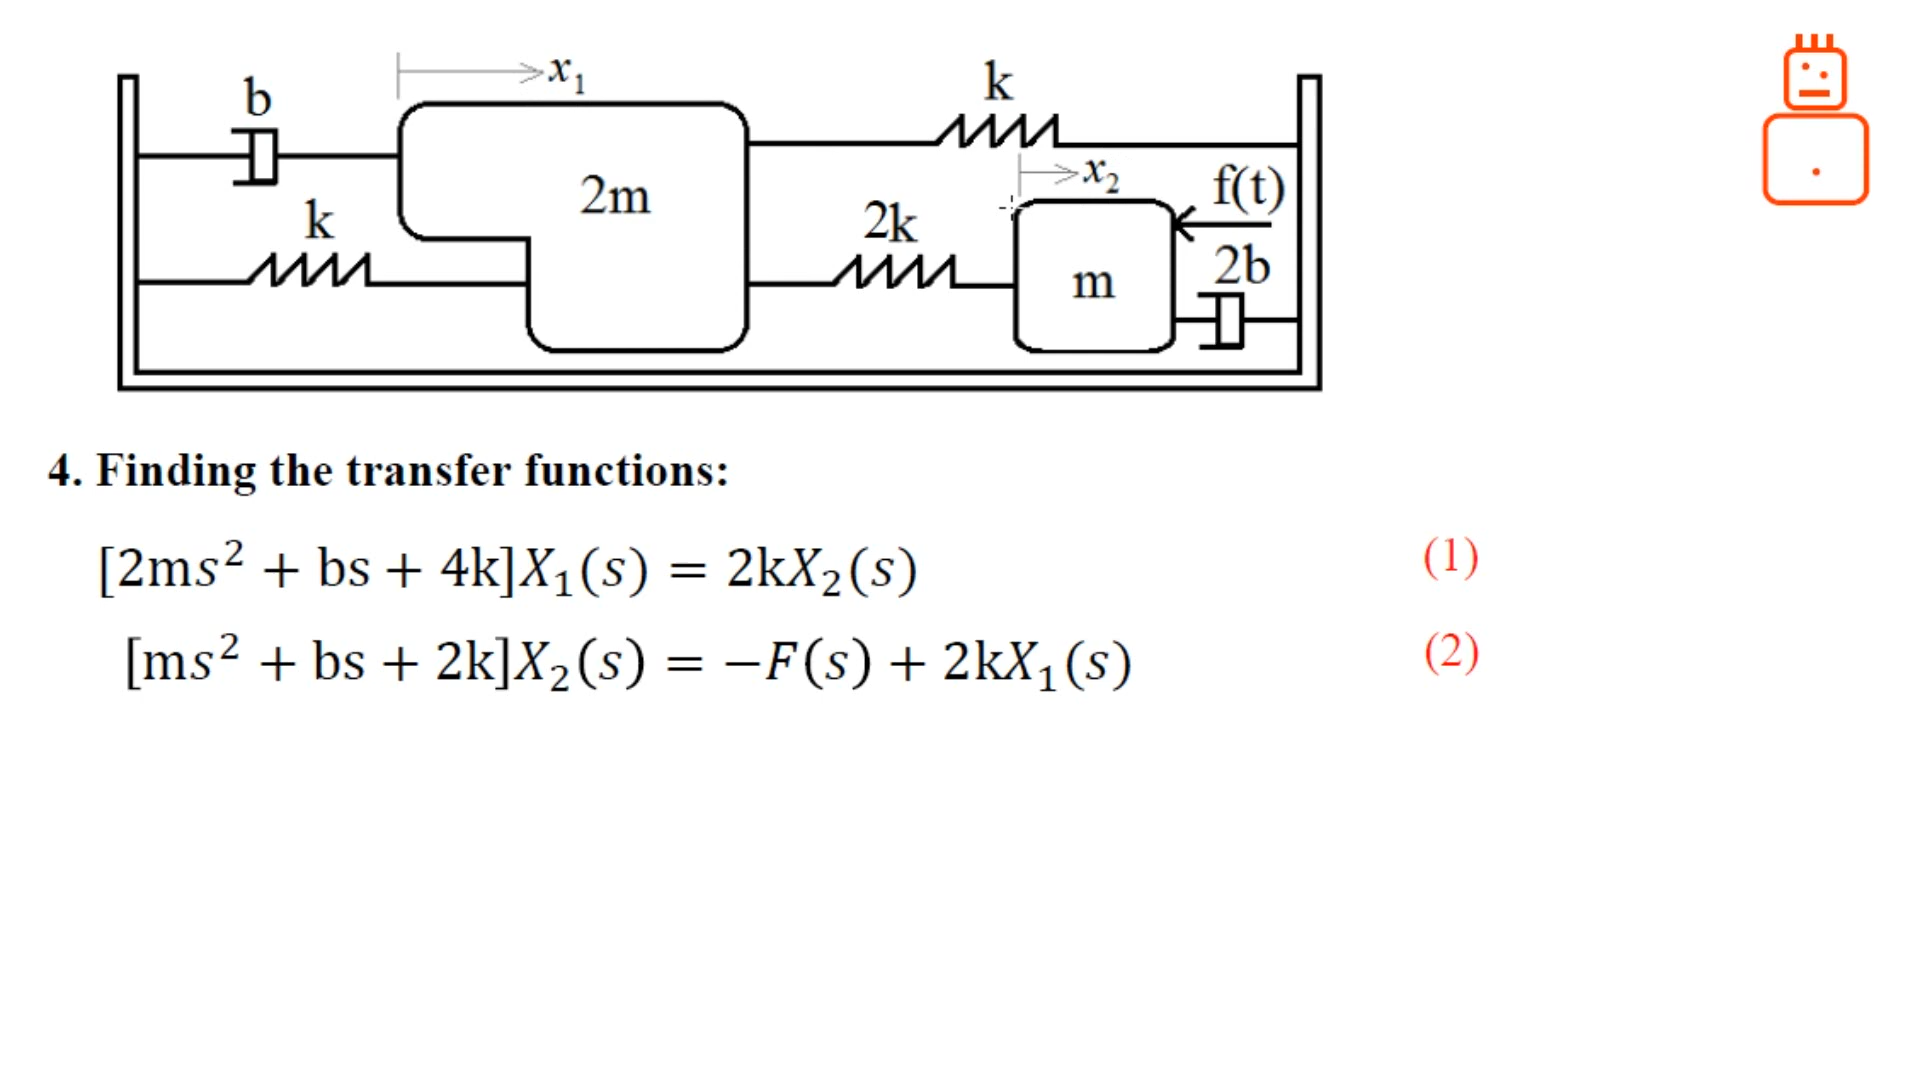 x₁
b
k
2m
k
x₂
f(t)
2k
2b
m
4. Finding the transfer functions:
[2ms² + bs + 4k]X₁(s) = 2kX₂(s) (1)
[ms² + bs + 2k]X₂(s) = −F(s) + 2kX₁(s) (2)